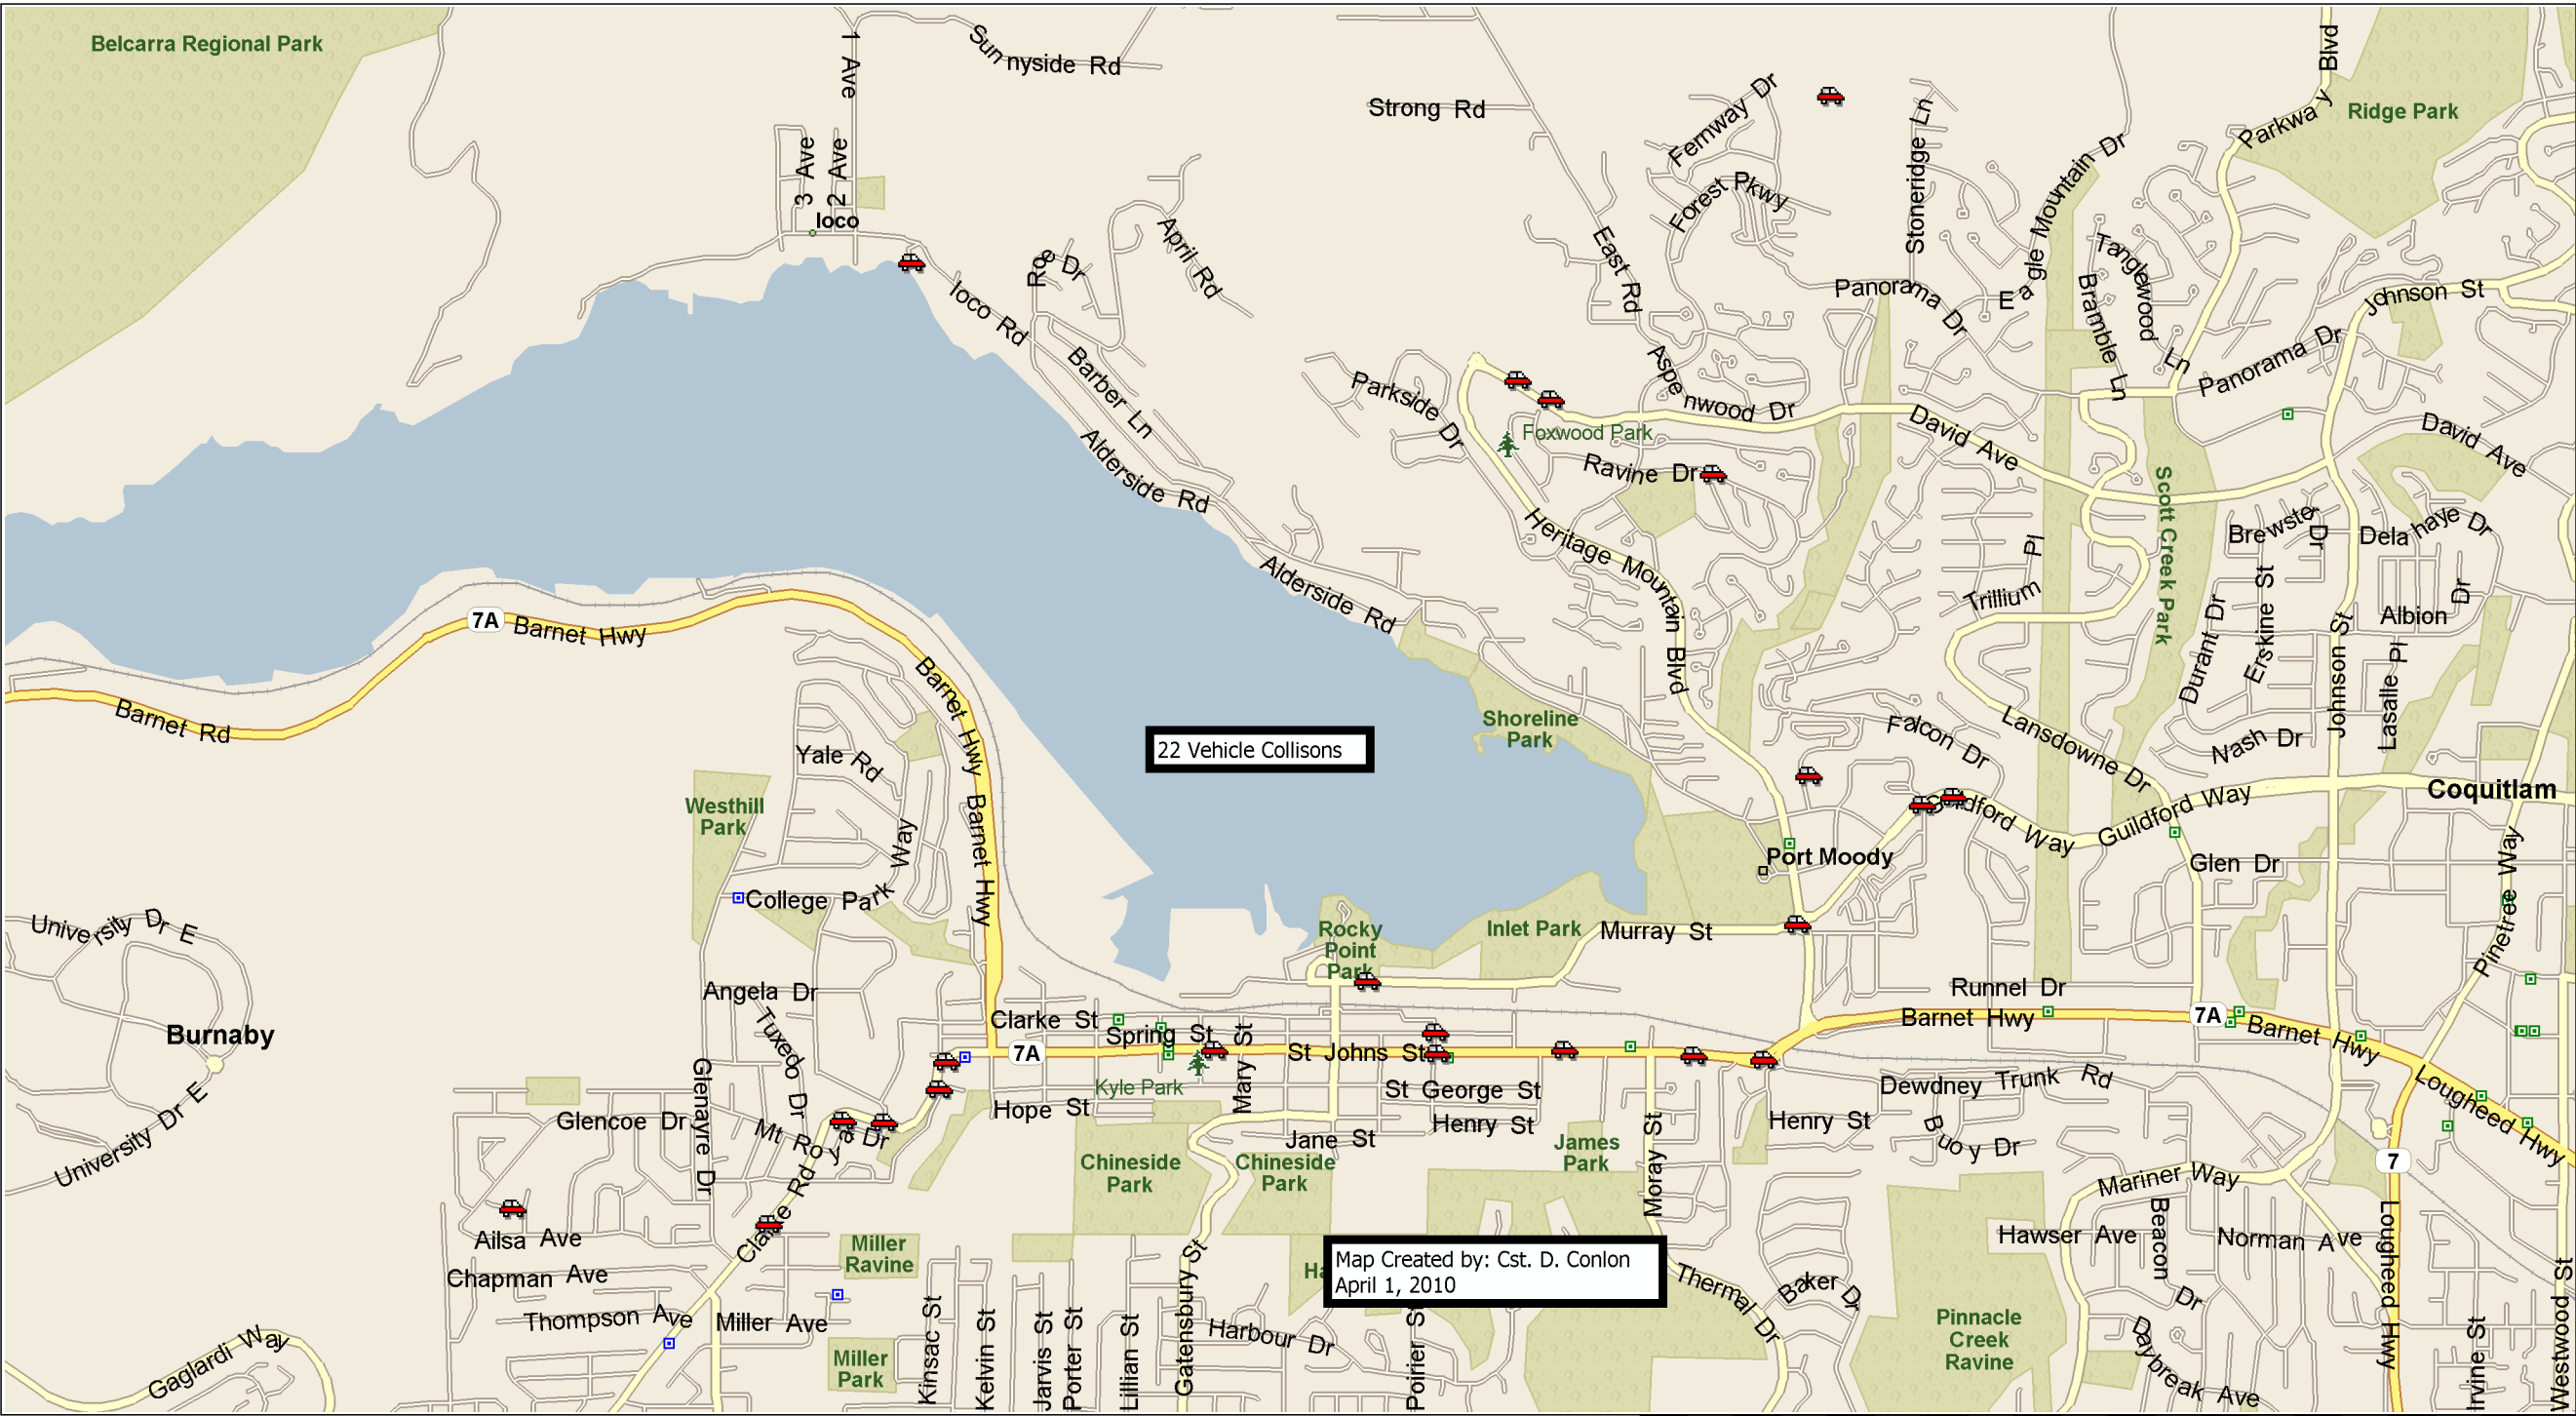 Belcarra Regional Park
1 Ave
Sunnyside Rd
Strong Rd
Fernway Dr
Stoneridge Ln
Parkway Blvd
Ridge Park
3 Ave
2 Ave
Ioco
Forest Pkwy
Eagle Mountain Dr
Roe Dr
April Rd
East Rd
Tanglewood Ln
Bramble Ln
Panorama Dr
Johnson St
Ioco Rd
Barber Ln
Parkside Dr
Aspenwood Dr
Panorama Dr
Foxwood Park
David Ave
David Ave
Alderside Rd
Ravine Dr
Scott Creek Park
Heritage Mountain Blvd
Brewster Dr
Delahaye Dr
Alderside Rd
Trillium Pl
Durant Dr
Erskine St
Albion Dr
7A
Barnet Hwy
Barnet Rd
Barnet Hwy
Barnet Hwy
Johnson St
Lasalle Pl
Shoreline
Park
22 Vehicle Collisons
Falcon Dr
Lansdowne Dr
Nash Dr
Yale Rd
Westhill
Park
Guildford Way
Guildford Way
Coquitlam
Port Moody
Glen Dr
Pinetree Way
College Park Way
University Dr E
Rocky
Point
Park
Inlet Park
Murray St
Angela Dr
Runnel Dr
Clarke St
Spring St
Barnet Hwy
7A
Barnet Hwy
Burnaby
Tuxedo Dr
7A
Mary St
St Johns St
Kyle Park
St George St
Dewdney Trunk Rd
Lougheed Hwy
University Dr E
Glenayre Dr
Glencoe Dr
Hope St
Mt Royal Dr
Jane St
Henry St
Henry St
Buoy Dr
Chineside
Park
Chineside
Park
James
Park
Moray St
7
Mariner Way
Clarke Rd
Ailsa Ave
Beacon Dr
Hawser Ave
Norman Ave
Miller
Ravine
Gatensbury St
Ha
Map Created by: Cst. D. Conlon
April 1, 2010
Chapman Ave
Thermal Dr
Baker Dr
Lougheed Hwy
Westwood St
Thompson Ave
Miller Ave
Kinsac St
Kelvin St
Jarvis St
Porter St
Lillian St
Harbour Dr
Poirier St
Pinnacle
Creek
Ravine
Daybreak Ave
Irvine St
Gaglardi Way
Miller
Park